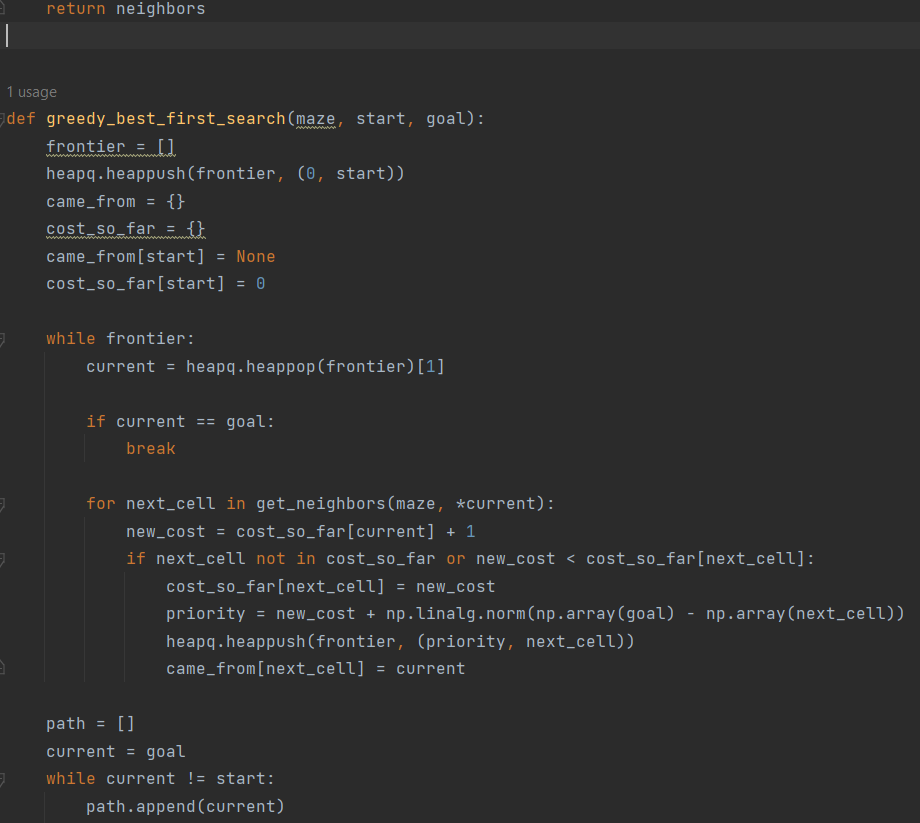 return neighbors
1 usage
def greedy_best_first_search(maze, start, goal):
    frontier = []
    heapq.heappush(frontier, (0, start))
    came_from = {}
    cost_so_far = {}
    came_from[start] = None
    cost_so_far[start] = 0
    while frontier:
        current = heapq.heappop(frontier)[1]
        if current == goal:
            break
        for next_cell in get_neighbors(maze, *current):
            new_cost = cost_so_far[current] + 1
            if next_cell not in cost_so_far or new_cost < cost_so_far[next_cell]:
                cost_so_far[next_cell] = new_cost
                priority = new_cost + np.linalg.norm(np.array(goal) - np.array(next_cell))
                heapq.heappush(frontier, (priority, next_cell))
                came_from[next_cell] = current
    path = []
    current = goal
    while current != start:
        path.append(current)